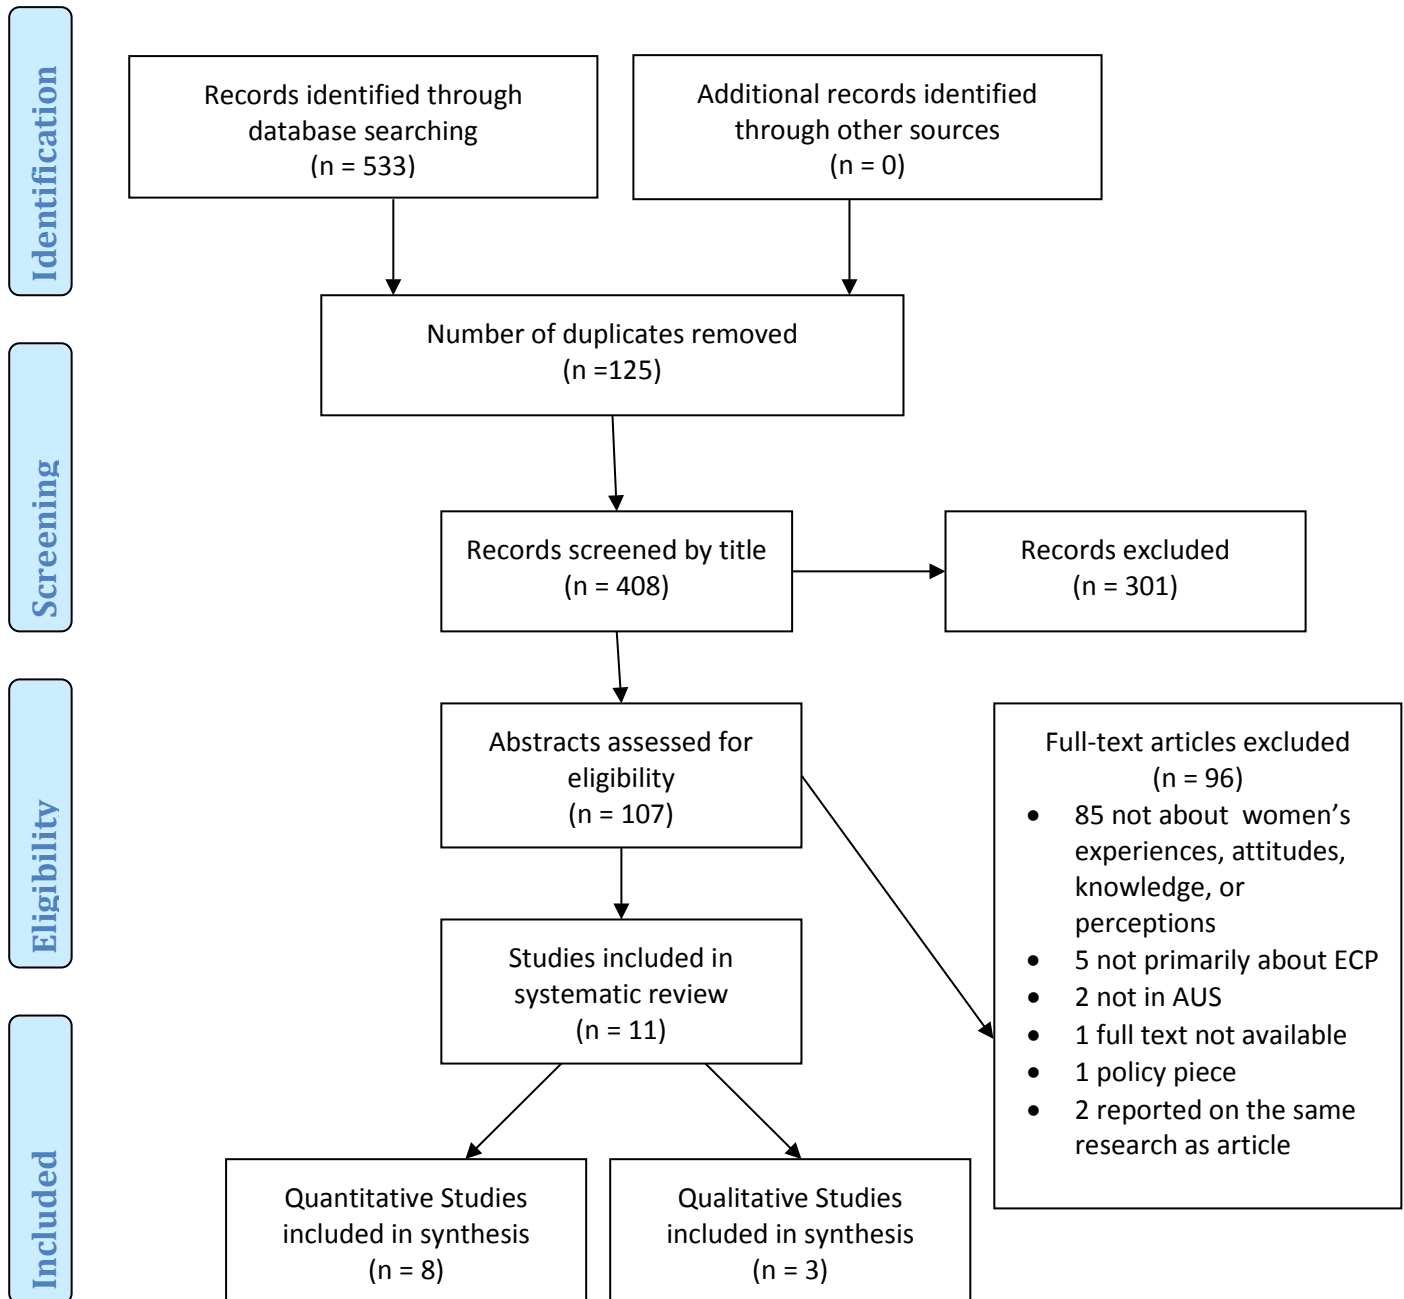 Identification
Records identified through
database searching
(n = 533)
Additional records identified
through other sources
(n = 0)
Number of duplicates removed
(n =125)
Screening
Records screened by title
(n = 408)
Records excluded
(n = 301)
Eligibility
Abstracts assessed for
eligibility
(n = 107)
Full-text articles excluded
(n = 96)
• 85 not about women’s
experiences, attitudes,
knowledge, or
perceptions
• 5 not primarily about ECP
• 2 not in AUS
• 1 full text not available
• 1 policy piece
• 2 reported on the same
research as article
Studies included in
systematic review
(n = 11)
Included
Quantitative Studies
included in synthesis
(n = 8)
Qualitative Studies
included in synthesis
(n = 3)